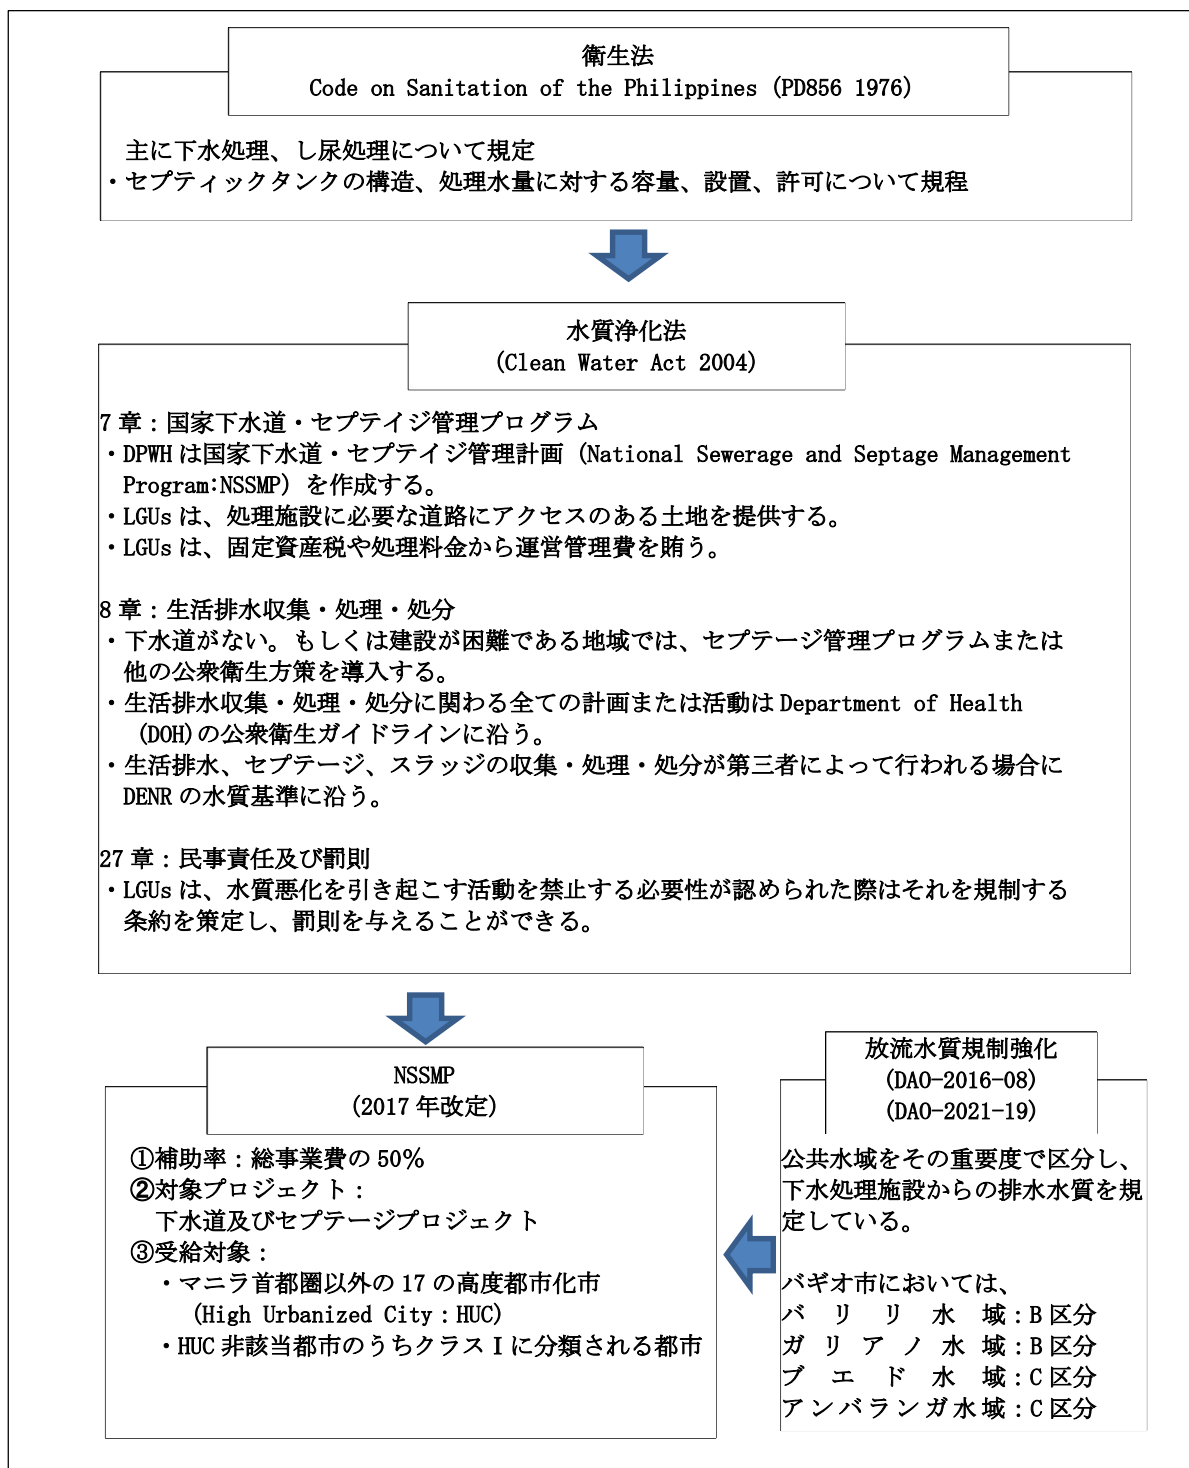 衛生法
Code on Sanitation of the Philippines (PD856 1976)
主に下水処理、し尿処理について規定
・セプティックタンクの構造、処理水量に対する容量、設置、許可について規程
水質浄化法
(Clean Water Act 2004)
7 章：国家下水道・セプテイジ管理プログラム
・DPWH は国家下水道・セプテイジ管理計画 (National Sewerage and Septage Management
Program:NSSMP) を作成する。
・LGUs は、処理施設に必要な道路にアクセスのある土地を提供する。
・LGUs は、固定資産税や処理料金から運営管理費を賄う。
8 章：生活排水収集・処理・処分
・下水道がない。もしくは建設が困難である地域では、セプテージ管理プログラムまたは
他の公衆衛生方策を導入する。
・生活排水収集・処理・処分に関わる全ての計画または活動は Department of Health
(DOH)の公衆衛生ガイドラインに沿う。
・生活排水、セプテージ、スラッジの収集・処理・処分が第三者によって行われる場合に
DENR の水質基準に沿う。
27 章：民事責任及び罰則
・LGUs は、水質悪化を引き起こす活動を禁止する必要性が認められた際はそれを規制する
条約を策定し、罰則を与えることができる。
NSSMP
(2017 年改定)
①補助率：総事業費の 50%
②対象プロジェクト：
下水道及びセプテージプロジェクト
③受給対象：
・マニラ首都圏以外の 17 の高度都市化市
(High Urbanized City：HUC)
・HUC 非該当都市のうちクラス I に分類される都市
放流水質規制強化
(DAO-2016-08)
(DAO-2021-19)
公共水域をその重要度で区分し、
下水処理施設からの排水水質を規
定している。
バギオ市においては、
バリリ水域：B 区分
ガリアノ水域：B 区分
ブエド水域：C 区分
アンバランガ水域：C 区分